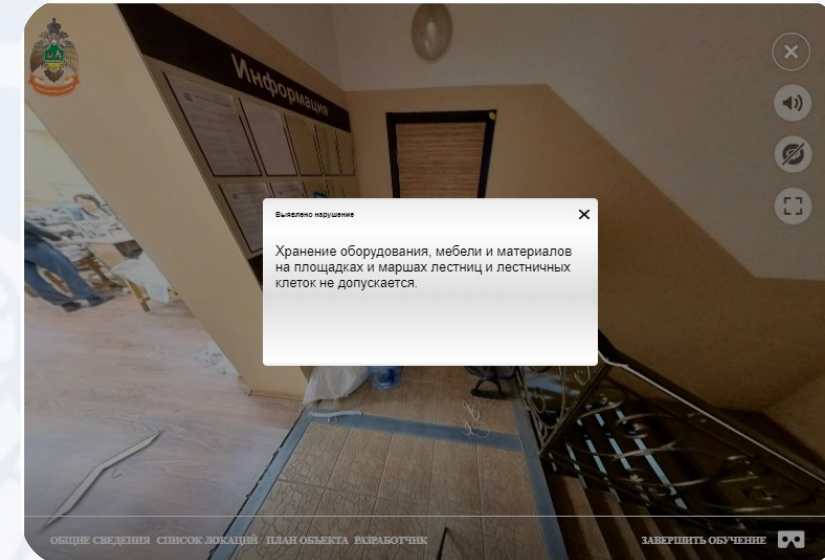 Информация
Выявлено нарушение
Хранение оборудования, мебели и материалов
на площадках и маршах лестниц и лестничных
клеток не допускается.
ОБЩИЕ СВЕДЕНИЯ СПИСОК ЛОКАЦИЙ ПЛАН ОБЪЕКТА РАЗРАБОТЧИК
ЗАВЕРШИТЬ ОБУЧЕНИЕ